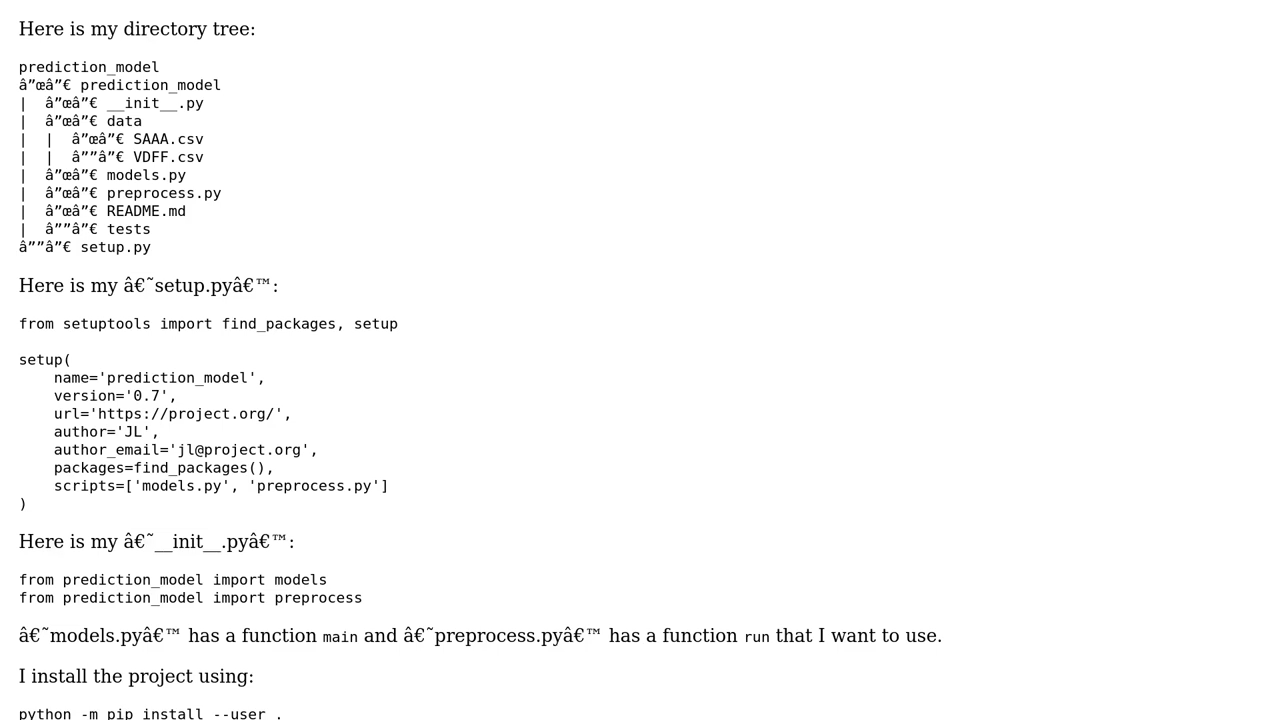 Here is my directory tree:
prediction_model
â”œâ”€ prediction_model
|  â”œâ”€ __init__.py
|  â”œâ”€ data
|  |  â”œâ”€ SAAA.csv
|  |  â””â”€ VDFF.csv
|  â”œâ”€ models.py
|  â”œâ”€ preprocess.py
|  â”œâ”€ README.md
|  â””â”€ tests
â””â”€ setup.py
Here is my â€˜setup.pyâ€™:
from setuptools import find_packages, setup
setup(
    name='prediction_model',
    version='0.7',
    url='https://project.org/',
    author='JL',
    author_email='jl@project.org',
    packages=find_packages(),
    scripts=['models.py', 'preprocess.py']
)
Here is my â€˜__init__.pyâ€™:
from prediction_model import models
from prediction_model import preprocess
â€˜models.pyâ€™ has a function main and â€˜preprocess.pyâ€™ has a function run that I want to use.
I install the project using:
python -m pip install --user .